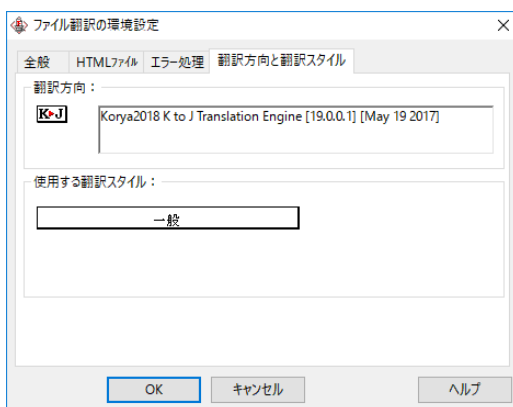 ファイル翻訳の環境設定
全般 HTMLファイル エラー処理 翻訳方向と翻訳スタイル
翻訳方向：
K▸J Korya2018 K to J Translation Engine [19.0.0.1] [May 19 2017]
使用する翻訳スタイル：
一般
OK キャンセル ヘルプ